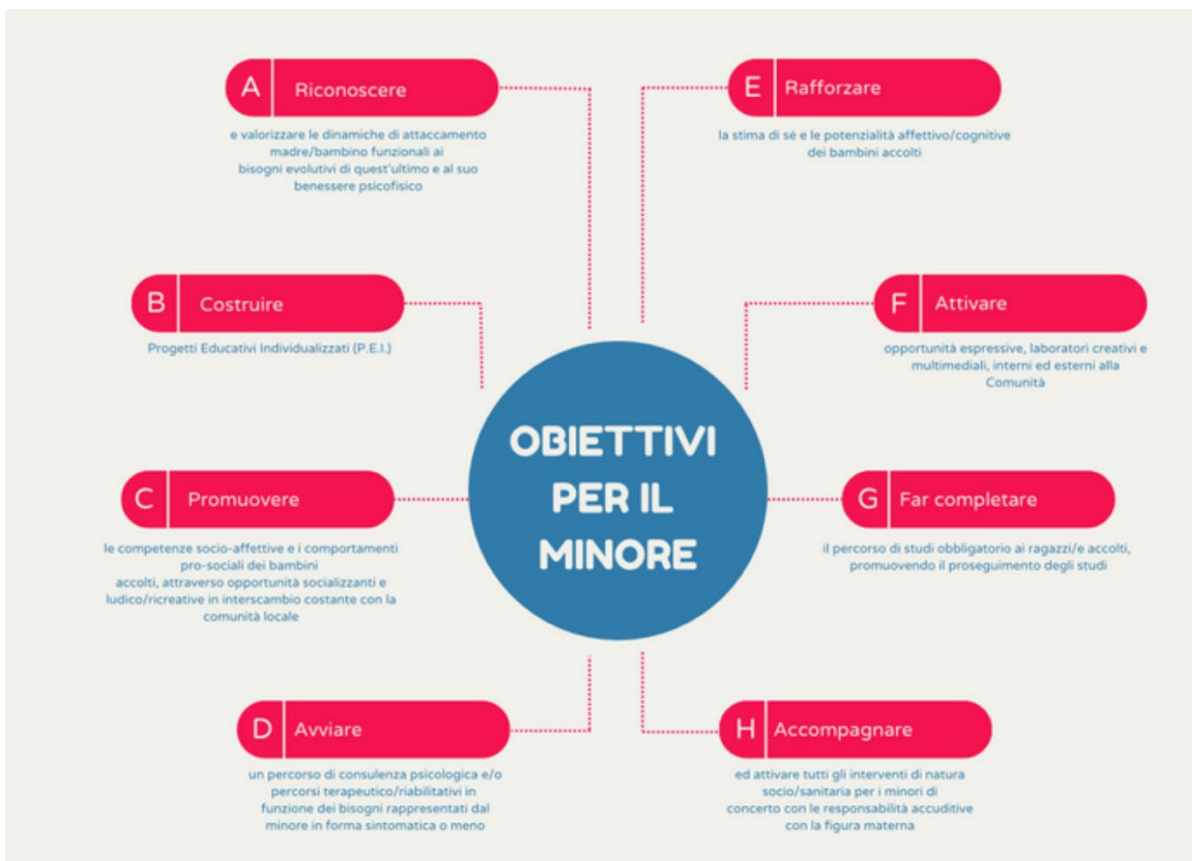 A Riconoscere
e valorizzare le dinamiche di attaccamento
madre/bambino funzionali ai
bisogni evolutivi di quest'ultimo e al suo
benessere psicofisico
B Costruire
Progetti Educativi Individualizzati (P.E.I.)
C Promuovere
le competenze socio-affettive e i comportamenti
pro-sociali dei bambini
accolti, attraverso opportunità socializzanti e
ludico/ricreative in interscambio costante con la
comunità locale
D Avviare
un percorso di consulenza psicologica e/o
percorsi terapeutico/riabilitativi in
funzione dei bisogni rappresentati dal
minore in forma sintomatica o meno
OBIETTIVI
PER IL
MINORE
E Rafforzare
la stima di sé e le potenzialità affettivo/cognitive
dei bambini accolti
F Attivare
opportunità espressive, laboratori creativi e
multimediali, interni ed esterni alla
Comunità
G Far completare
il percorso di studi obbligatorio ai ragazzi/e accolti,
promuovendo il proseguimento degli studi
H Accompagnare
ed attivare tutti gli interventi di natura
socio/sanitaria per i minori di
concerto con le responsabilità accuditive
con la figura materna